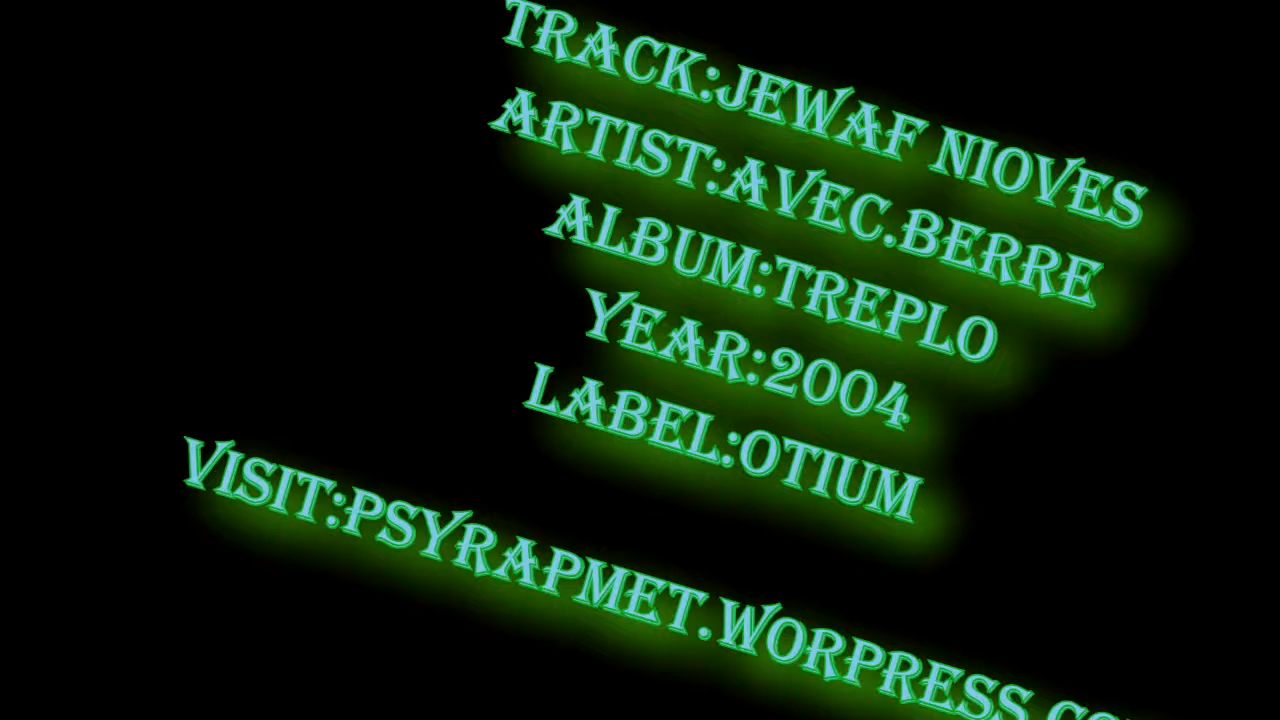 TRACK:JEWAF NIOVES
ARTIST:AVEC.BERRE
ALBUM:TREPLO
YEAR:2004
LABEL:OTIUM
VISIT:PSYRAPMET.WORPRESS.CO